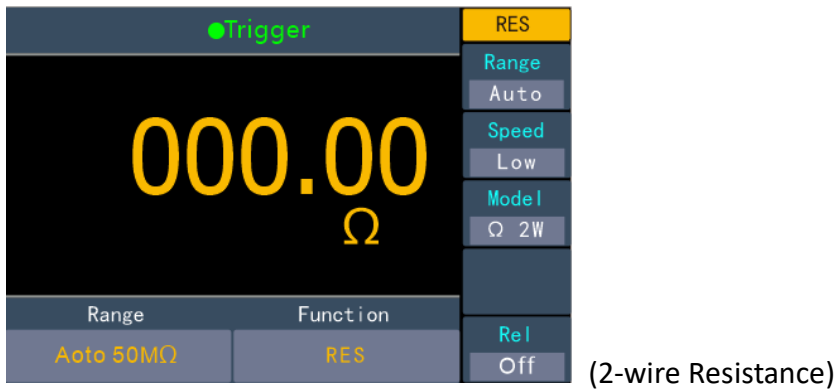 ●Trigger
000.00
Ω
Range Function
Aoto 50MΩ RES
RES
Range
Auto
Speed
Low
Model
Ω 2W
Rel
Off
(2-wire Resistance)